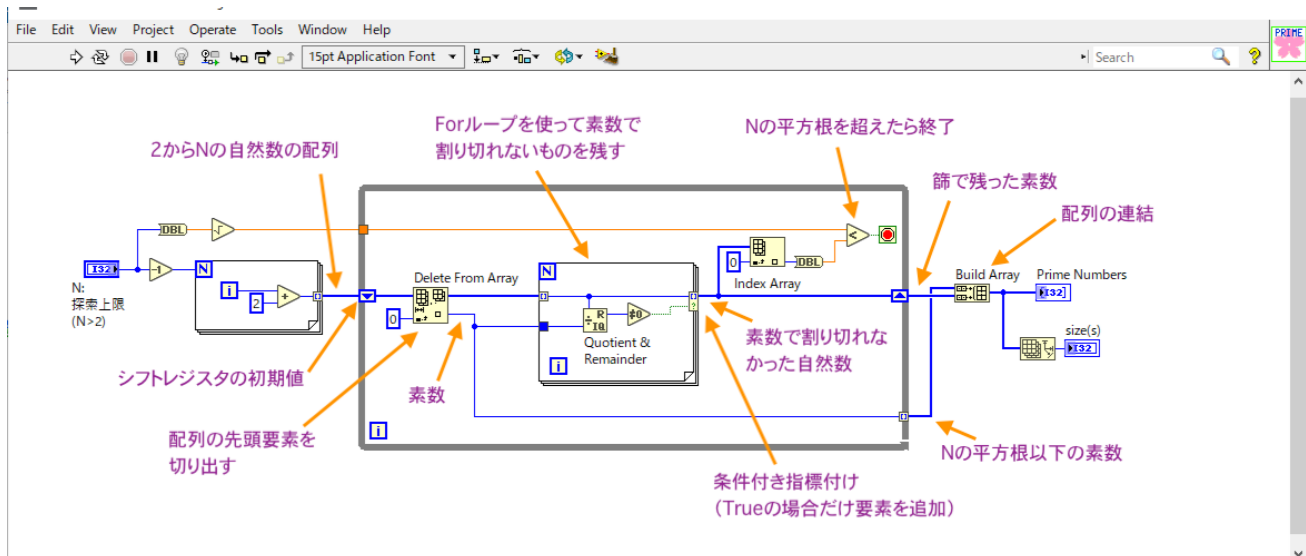 File Edit View Project Operate Tools Window Help
15pt Application Font
Search
PRIME
Forループを使って素数で
割り切れないものを残す
Nの平方根を超えたら終了
2からNの自然数の配列
篩で残った素数
配列の連結
DBL
I32
-1
N
i
2
+
N:
探索上限
(N>2)
Delete From Array
0
N
R
IQ
≠0
Quotient &
Remainder
i
0
DBL
Index Array
<
Build Array
Prime Numbers
I32
size(s)
I32
シフトレジスタの初期値
素数
素数で割り切れな
かった自然数
i
配列の先頭要素を
切り出す
Nの平方根以下の素数
条件付き指標付け
（Trueの場合だけ要素を追加）